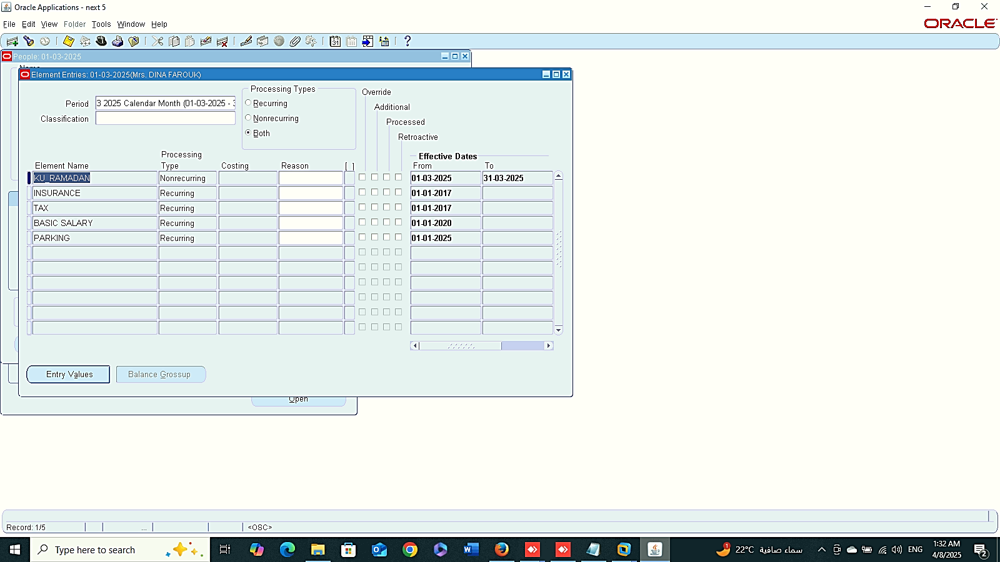 Oracle Applications - next 5
File Edit View Folder Tools Window Help
ORACLE
People: 01-03-2025
Element Entries: 01-03-2025(Mrs. DINA FAROUK)
Processing Types
Override
Period 3 2025 Calendar Month (01-03-2025 - 3
Recurring
Additional
Classification
Nonrecurring
Processed
Both
Retroactive
Processing
Effective Dates
Element Name Type Costing Reason [ ] From To
KU_RAMADAN Nonrecurring 01-03-2025 31-03-2025
INSURANCE Recurring 01-01-2017
TAX Recurring 01-01-2017
BASIC SALARY Recurring 01-01-2020
PARKING Recurring 01-01-2025
Entry Values Balance Grossup
Open
Record: 1/5 ... <OSC>
Type here to search
22°C سماء صافية
ENG
1:32 AM
4/8/2025
2